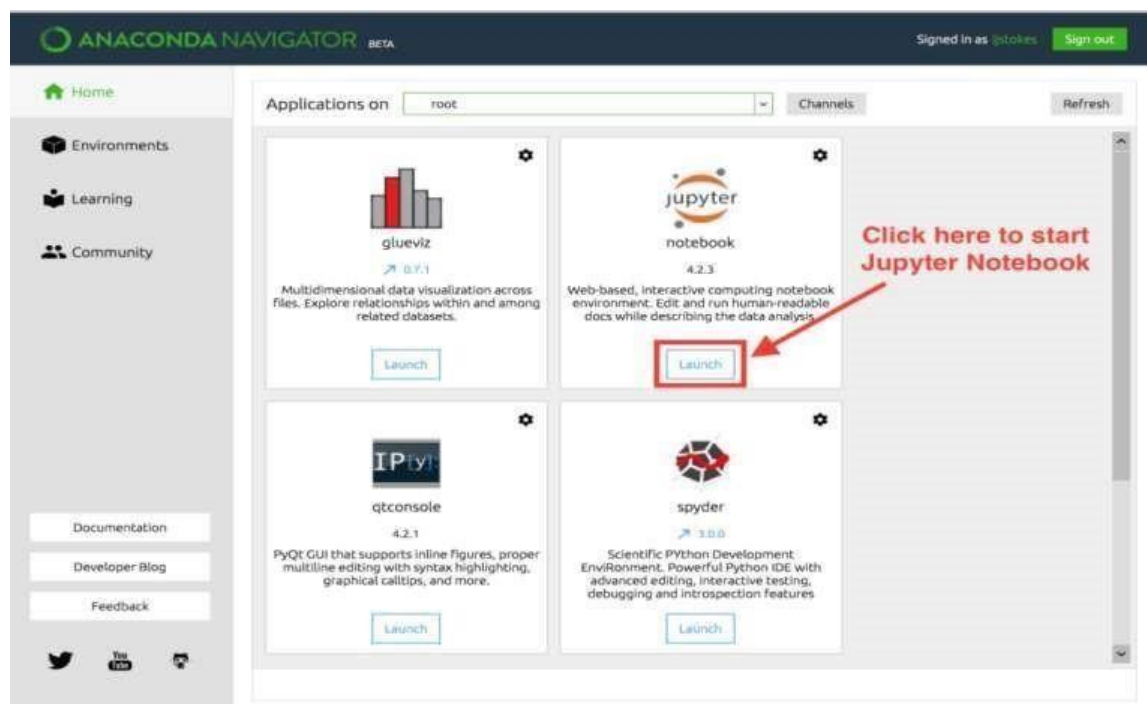 ANACONDA NAVIGATOR BETA
Signed in as ijstokes
Sign out
Home
Environments
Learning
Community
Documentation
Developer Blog
Feedback
You Tube
Applications on root Channels Refresh
glueviz
0.7.1
Multidimensional data visualization across
files. Explore relationships within and among
related datasets.
Launch
jupyter
notebook
4.2.3
Web-based, interactive computing notebook
environment. Edit and run human-readable
docs while describing the data analysis.
Launch
Click here to start
Jupyter Notebook
IP[y]:
qtconsole
4.2.1
PyQt GUI that supports inline figures, proper
multiline editing with syntax highlighting,
graphical calltips, and more.
Launch
spyder
3.0.0
Scientific PYthon Development
EnviRonment. Powerful Python IDE with
advanced editing, interactive testing,
debugging and introspection features
Launch